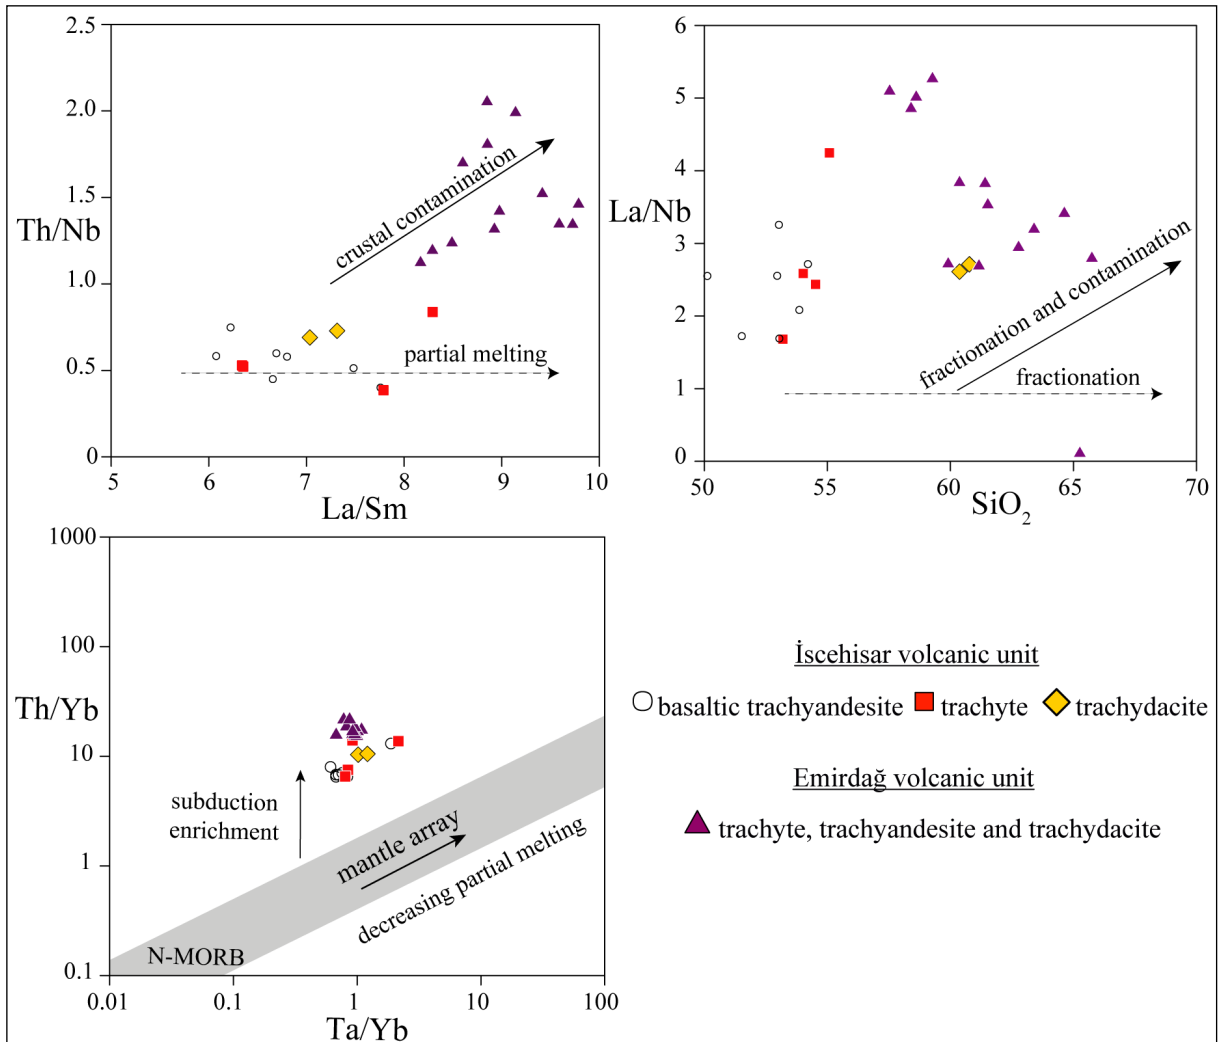 2.5
2.0
1.5
1.0
0.5
0
Th/Nb
crustal contamination
partial melting
5
6
7
8
9
10
La/Sm
6
5
4
3
2
1
0
La/Nb
fractionation and contamination
fractionation
50
55
60
65
70
SiO₂
1000
100
10
1
0.1
Th/Yb
subduction
enrichment
mantle array
decreasing partial melting
N-MORB
0.01
0.1
1
10
100
Ta/Yb
İscehisar volcanic unit
basaltic trachyandesite
trachyte
trachydacite
Emirdağ volcanic unit
trachyte, trachyandesite and trachydacite